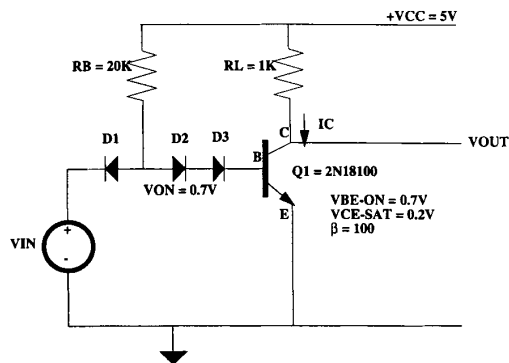 +VCC = 5V
RB = 20K
RL = 1K
C
IC
VOUT
D1
D2
D3
B
Q1 = 2N18100
VON = 0.7V
VBE-ON = 0.7V
VCE-SAT = 0.2V
β = 100
E
VIN
+
-